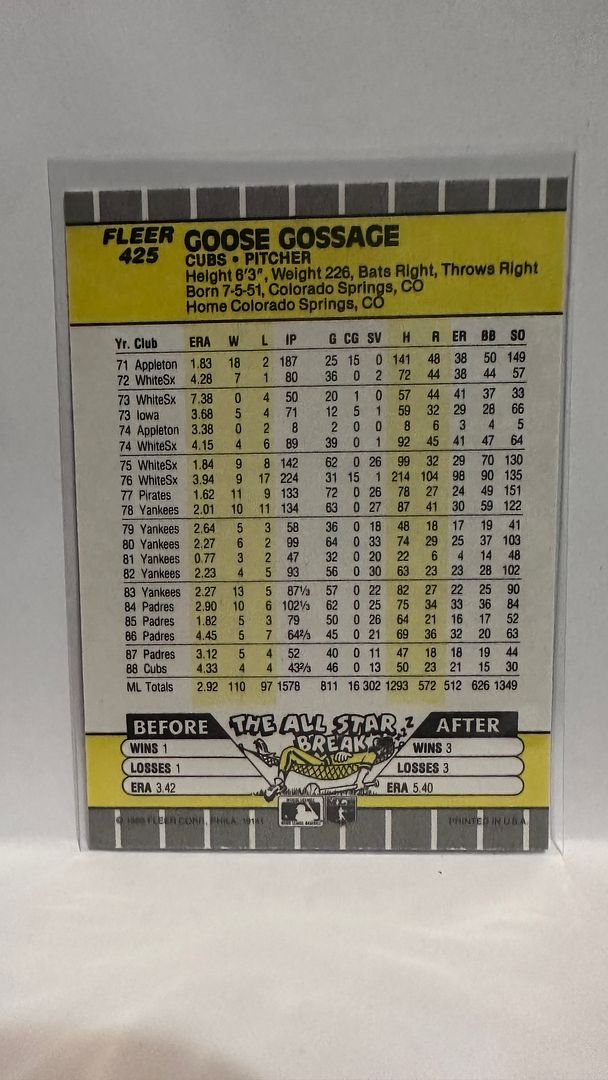 FLEER
425
GOOSE GOSSAGE
CUBS • PITCHER
Height 6'3", Weight 226, Bats Right, Throws Right
Born 7-5-51, Colorado Springs, CO
Home Colorado Springs, CO
Yr. Club ERA W L IP G CG SV H R ER BB SO
71 Appleton 1.83 18 2 187 25 15 0 141 48 38 50 149
72 WhiteSx 4.28 7 1 80 36 0 2 72 44 38 44 57
73 WhiteSx 7.38 0 4 50 20 1 0 57 44 41 37 33
73 Iowa 3.68 5 4 71 12 5 1 59 32 29 28 66
74 Appleton 3.38 0 2 8 2 0 0 8 6 3 4 5
74 WhiteSx 4.15 4 6 89 39 0 1 92 45 41 47 64
75 WhiteSx 1.84 9 8 142 62 0 26 99 32 29 70 130
76 WhiteSx 3.94 9 17 224 31 15 1 214 104 98 90 135
77 Pirates 1.62 11 9 133 72 0 26 78 27 24 49 151
78 Yankees 2.01 10 11 134 63 0 27 87 41 30 59 122
79 Yankees 2.64 5 3 58 36 0 18 48 18 17 19 41
80 Yankees 2.27 6 2 99 64 0 33 74 29 25 37 103
81 Yankees 0.77 3 2 47 32 0 20 22 6 4 14 48
82 Yankees 2.23 4 5 93 56 0 30 63 23 23 28 102
83 Yankees 2.27 13 5 87⅓ 57 0 22 82 27 22 25 90
84 Padres 2.90 10 6 102⅓ 62 0 25 75 34 33 36 84
85 Padres 1.82 5 3 79 50 0 26 64 21 16 17 52
86 Padres 4.45 5 7 64⅔ 45 0 21 69 36 32 20 63
87 Padres 3.12 5 4 52 40 0 11 47 18 18 19 44
88 Cubs 4.33 4 4 43⅔ 46 0 13 50 23 21 15 30
ML Totals 2.92 110 97 1578 811 16 302 1293 572 512 626 1349
BEFORE THE ALL STAR BREAK ZZZ AFTER
WINS 1 WINS 3
LOSSES 1 LOSSES 3
ERA 3.42 ERA 5.40
© 1989 FLEER CORP., PHILA. 19141 PRINTED IN U.S.A.